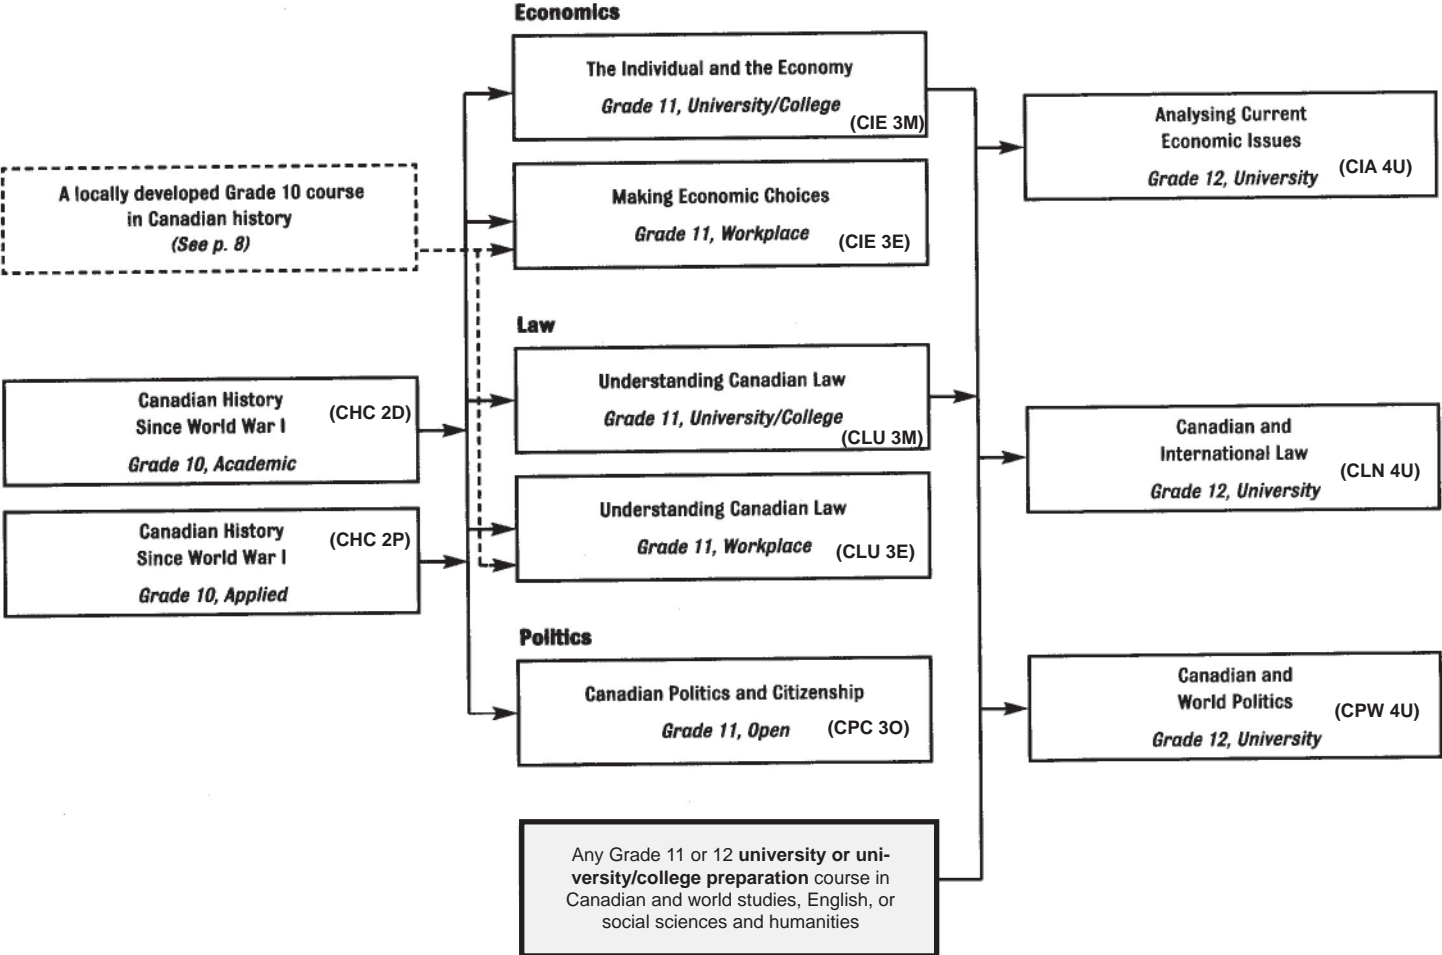 Economics
The Individual and the Economy
Grade 11, University/College
(CIE 3M)
Making Economic Choices
Grade 11, Workplace
(CIE 3E)
A locally developed Grade 10 course
in Canadian history
(See p. 8)
Law
Understanding Canadian Law
Grade 11, University/College
(CLU 3M)
Understanding Canadian Law
Grade 11, Workplace
(CLU 3E)
Canadian History
Since World War I
(CHC 2D)
Grade 10, Academic
Canadian History
Since World War I
(CHC 2P)
Grade 10, Applied
Politics
Canadian Politics and Citizenship
Grade 11, Open
(CPC 3O)
Any Grade 11 or 12 university or uni-
versity/college preparation course in
Canadian and world studies, English, or
social sciences and humanities
Analysing Current
Economic Issues
Grade 12, University
(CIA 4U)
Canadian and
International Law
Grade 12, University
(CLN 4U)
Canadian and
World Politics
Grade 12, University
(CPW 4U)